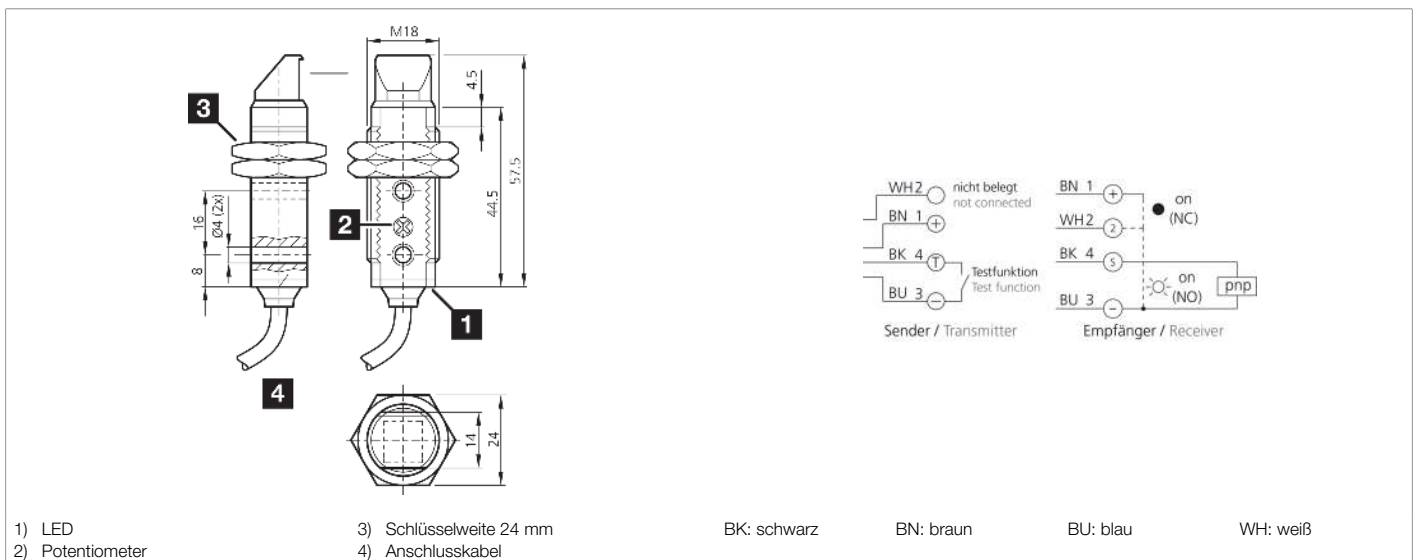 M18
4.5
3
57.5
44.5
16
Ø4 (2x)
2
8
1
4
14
24
WH2 nicht belegt
not connected
BN 1 +
BK 4 T
Testfunktion
Test function
BU 3 −
Sender / Transmitter
BN 1 +
on
(NC)
WH2 2
BK 4 S
on
(NO)
pnp
BU 3 −
Empfänger / Receiver
1) LED
2) Potentiometer
3) Schlüsselweite 24 mm
4) Anschlusskabel
BK: schwarz BN: braun BU: blau WH: weiß